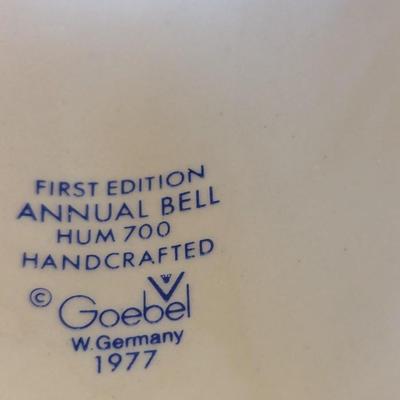 FIRST EDITION
ANNUAL BELL
HUM 700
HANDCRAFTED
© Goebel
W. Germany
1977